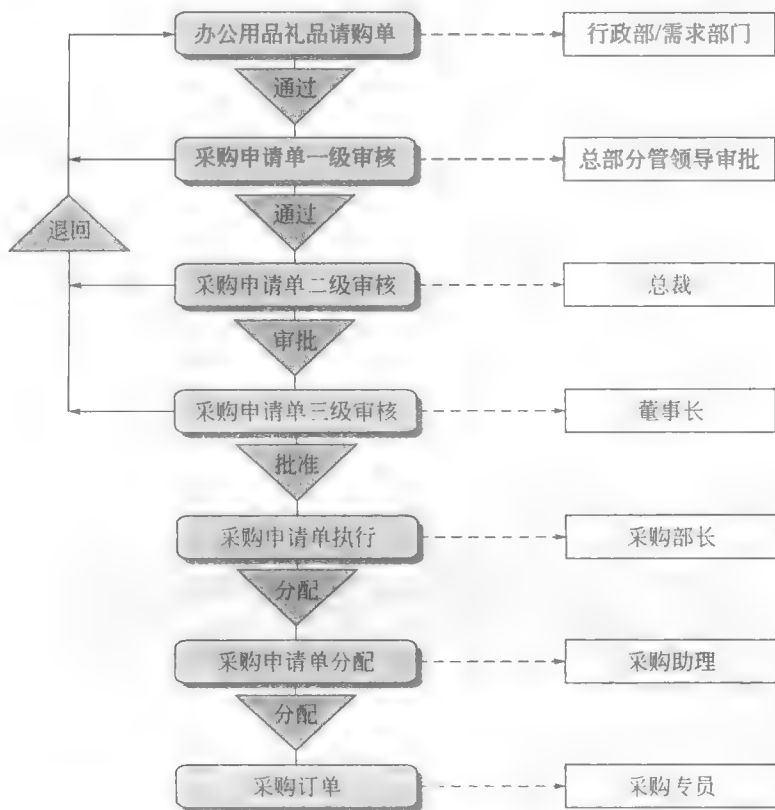 办公用品礼品请购单
行政部/需求部门
通过
采购申请单一级审核
总部分管领导审批
通过
退回
采购申请单二级审核
总裁
审批
采购申请单三级审核
董事长
批准
采购申请单执行
采购部长
分配
采购申请单分配
采购助理
分配
采购订单
采购专员